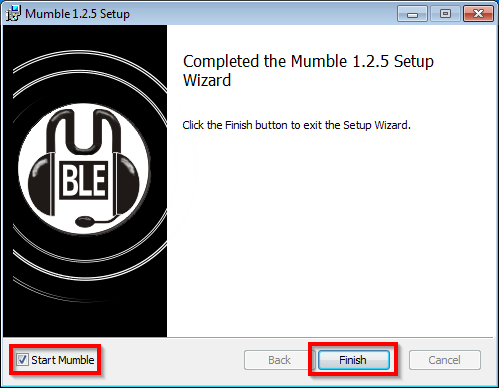 Mumble 1.2.5 Setup
Completed the Mumble 1.2.5 Setup
Wizard
Click the Finish button to exit the Setup Wizard.
BLE
Start Mumble
Back
Finish
Cancel